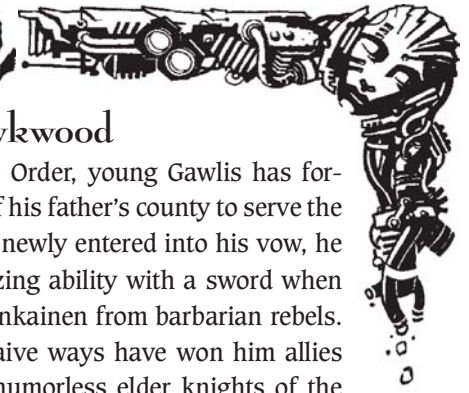 wkwood
Order, young Gawlis has for-
f his father's county to serve the
newly entered into his vow, he
zing ability with a sword when
nkainen from barbarian rebels.
aive ways have won him allies
humorless elder knights of the